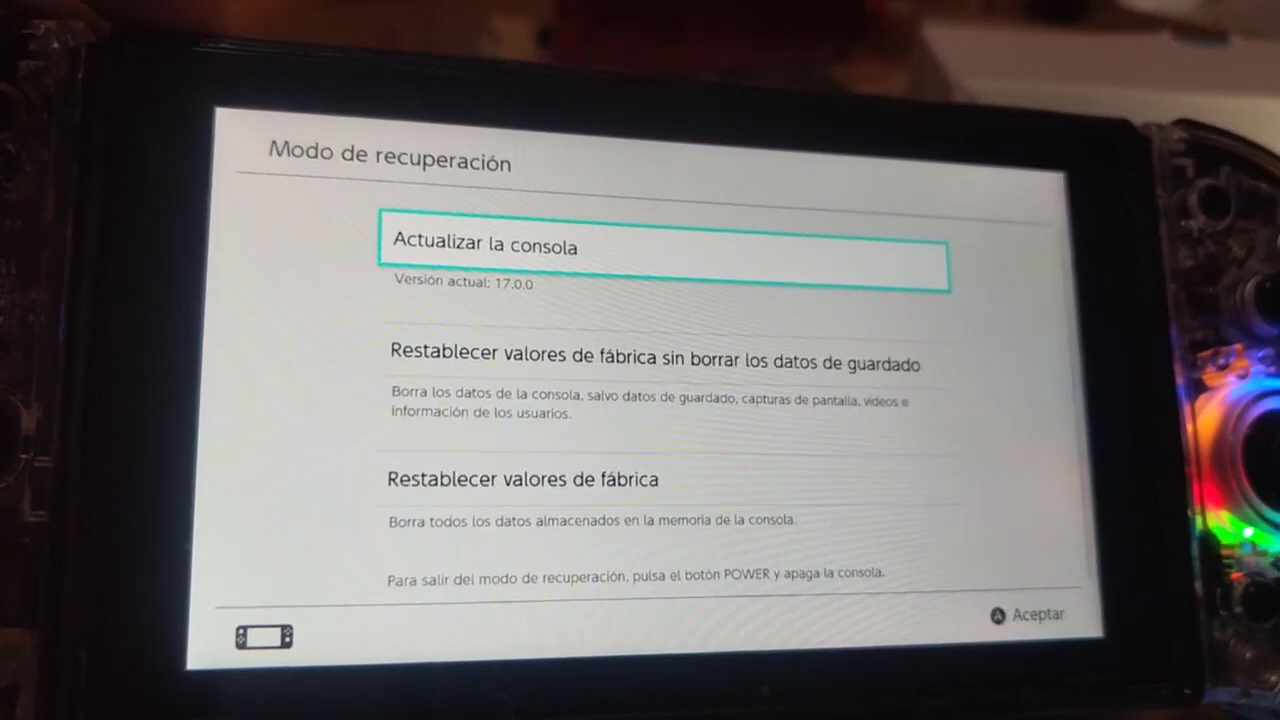 Modo de recuperación
Actualizar la consola
Versión actual: 17.0.0
Restablecer valores de fábrica sin borrar los datos de guardado
Borra los datos de la consola, salvo datos de guardado, capturas de pantalla, vídeos e
información de los usuarios.
Restablecer valores de fábrica
Borra todos los datos almacenados en la memoria de la consola.
Para salir del modo de recuperación, pulsa el botón POWER y apaga la consola.
A Aceptar